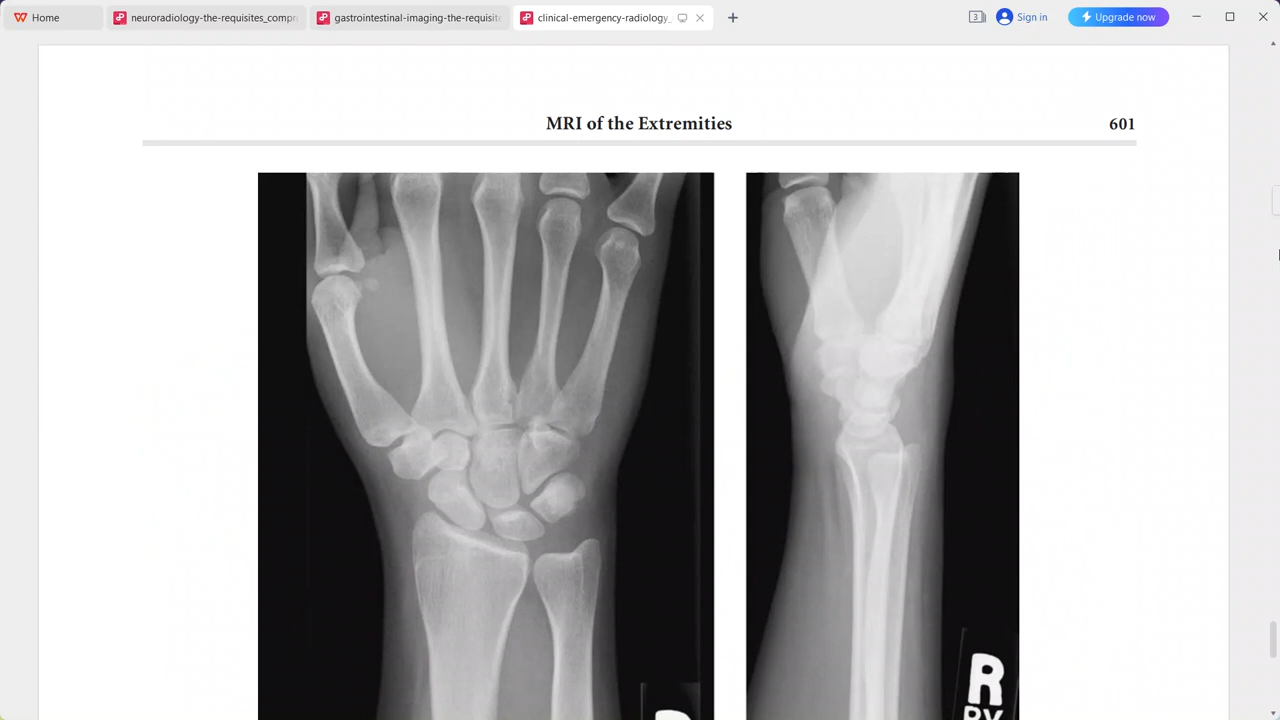 Home
neuroradiology-the-requisites_comp
gastrointestinal-imaging-the-requisite
clinical-emergency-radiology_
3
Sign in
Upgrade now
MRI of the Extremities
601
R